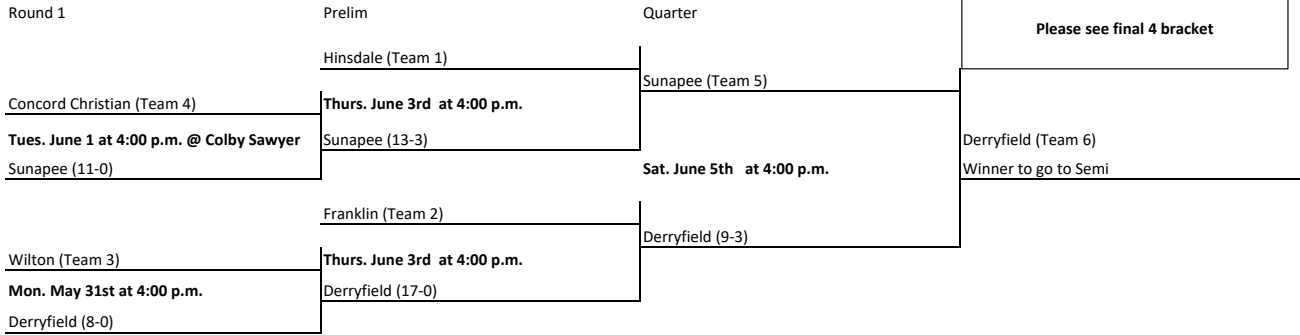 Round 1
Prelim
Quarter
Please see final 4 bracket
Hinsdale (Team 1)
Sunapee (Team 5)
Concord Christian (Team 4)
Thurs. June 3rd at 4:00 p.m.
Tues. June 1 at 4:00 p.m. @ Colby Sawyer
Sunapee (13-3)
Derryfield (Team 6)
Sunapee (11-0)
Sat. June 5th at 4:00 p.m.
Winner to go to Semi
Franklin (Team 2)
Derryfield (9-3)
Wilton (Team 3)
Thurs. June 3rd at 4:00 p.m.
Mon. May 31st at 4:00 p.m.
Derryfield (17-0)
Derryfield (8-0)